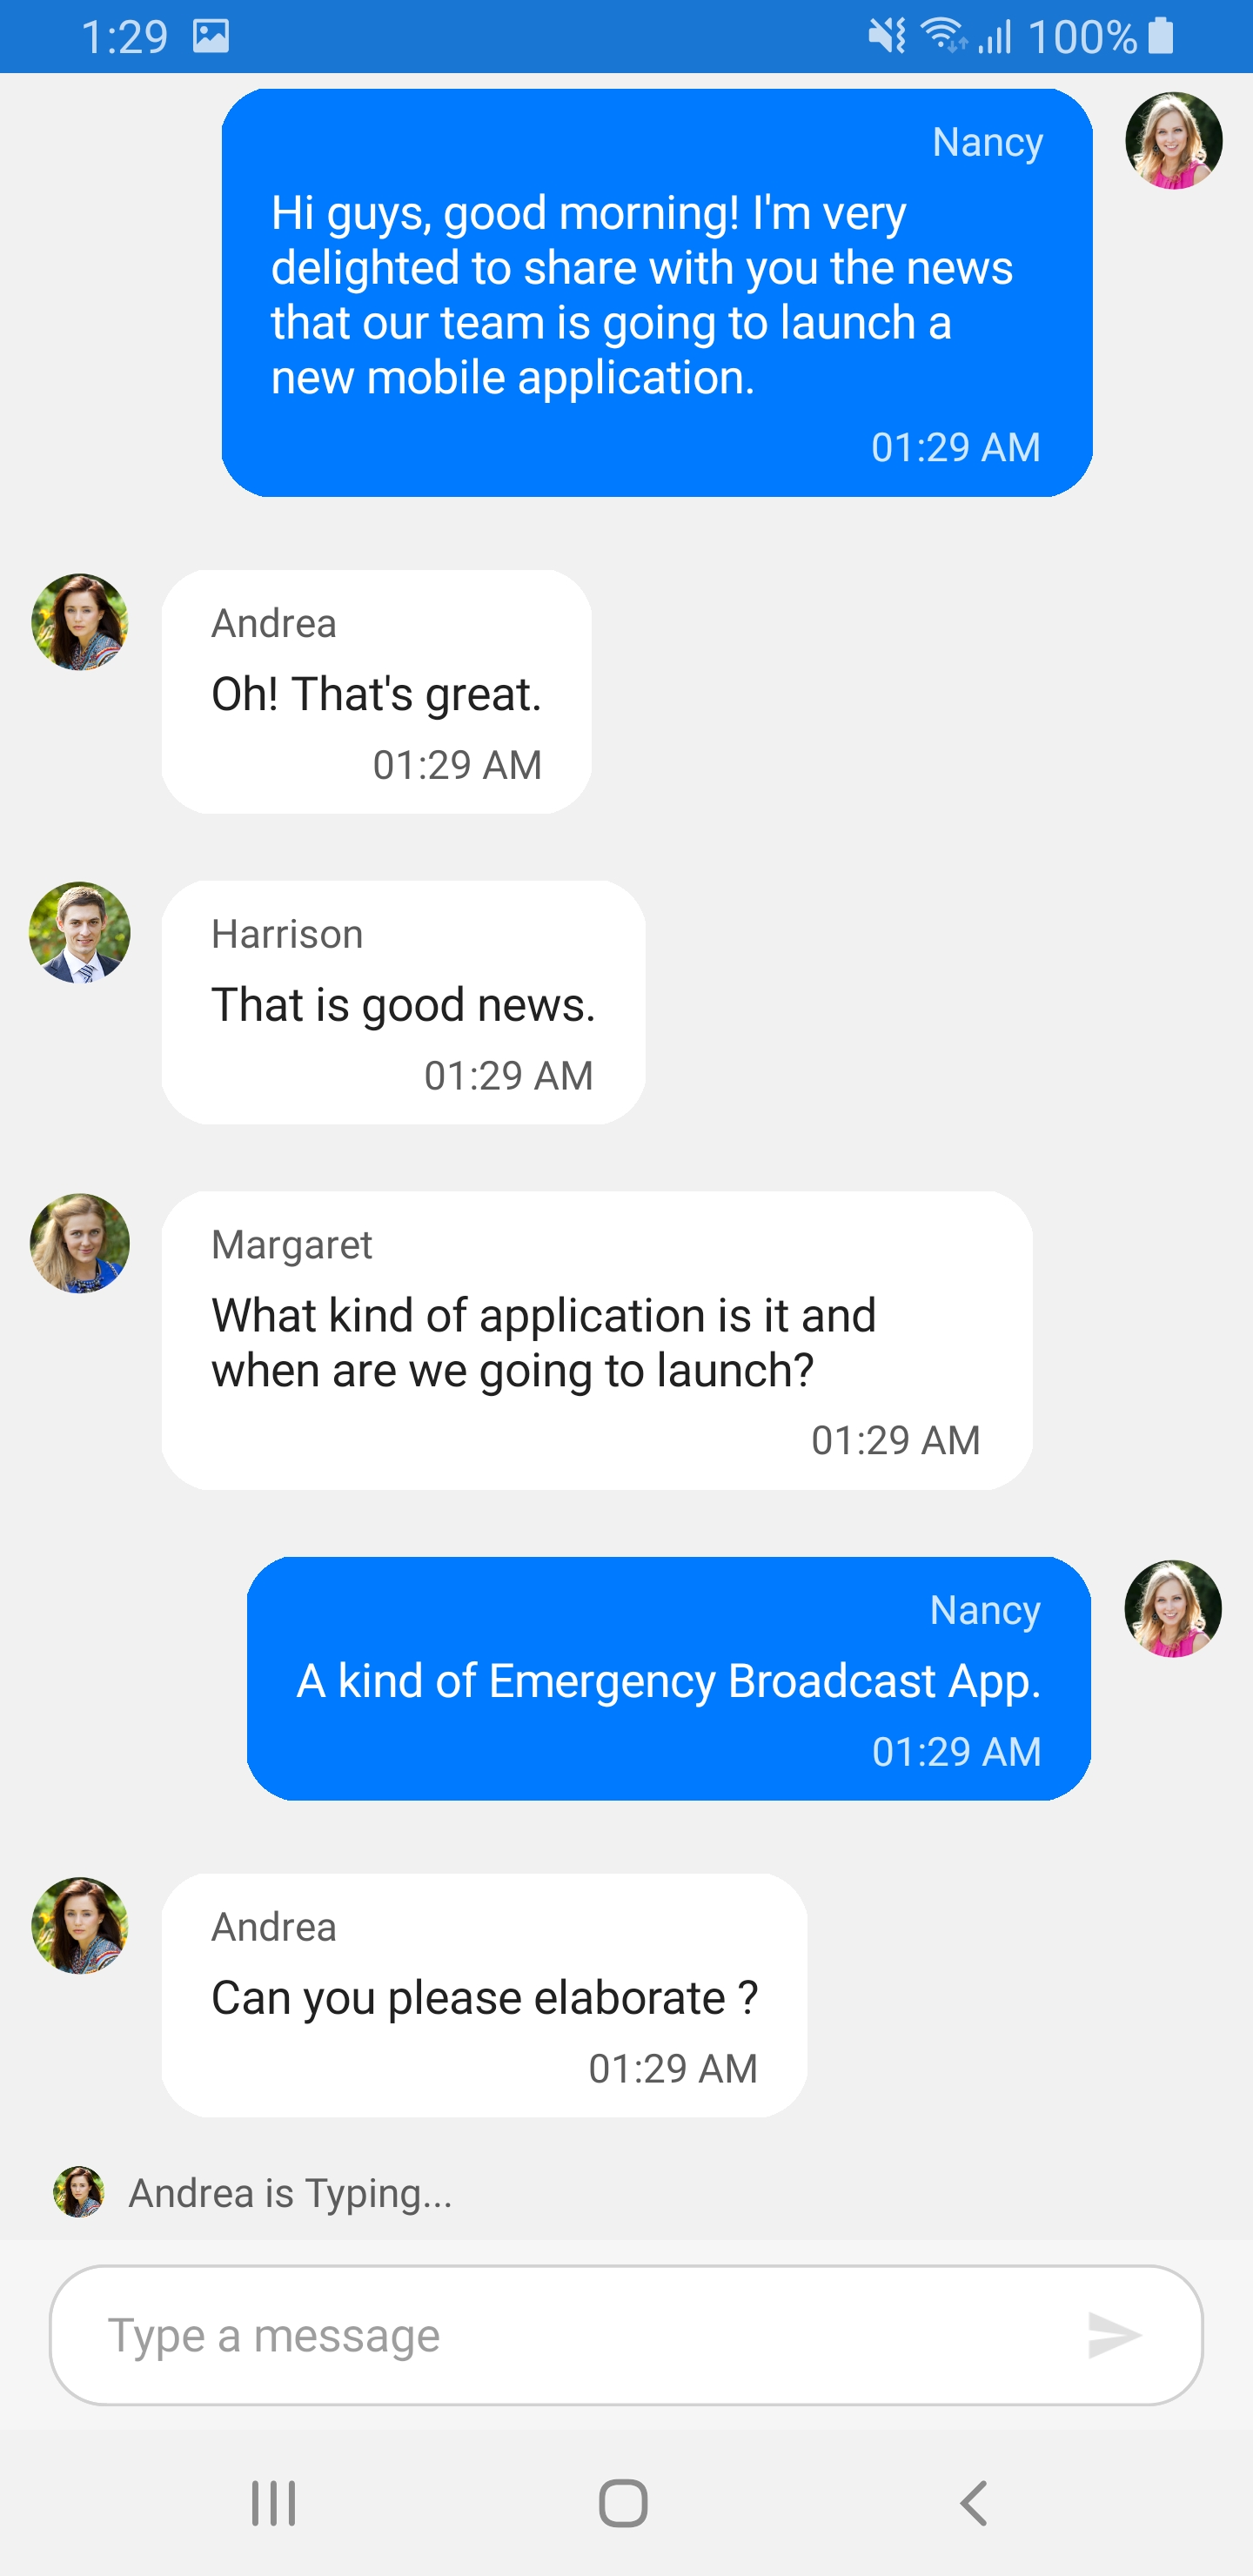 1:29 100%
Nancy
Hi guys, good morning! I'm very
delighted to share with you the news
that our team is going to launch a
new mobile application.
01:29 AM
Andrea
Oh! That's great.
01:29 AM
Harrison
That is good news.
01:29 AM
Margaret
What kind of application is it and
when are we going to launch?
01:29 AM
Nancy
A kind of Emergency Broadcast App.
01:29 AM
Andrea
Can you please elaborate ?
01:29 AM
Andrea is Typing...
Type a message